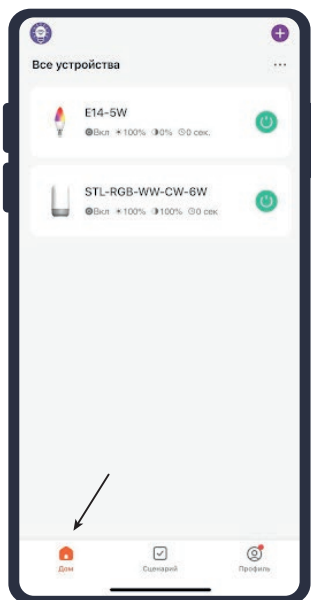 Все устройства
E14-5W
Вкл 100% 0% 0 сек.
STL-RGB-WW-CW-6W
Вкл 100% 100% 0 сек
Дом Сценарий Профиль